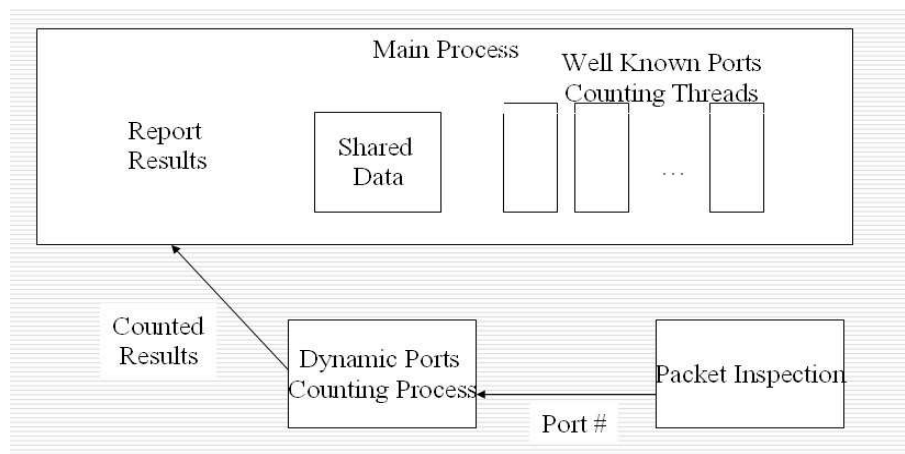 Main Process
Well Known Ports
Counting Threads
Report
Results
Shared
Data
...
Counted
Results
Dynamic Ports
Counting Process
Packet Inspection
Port #